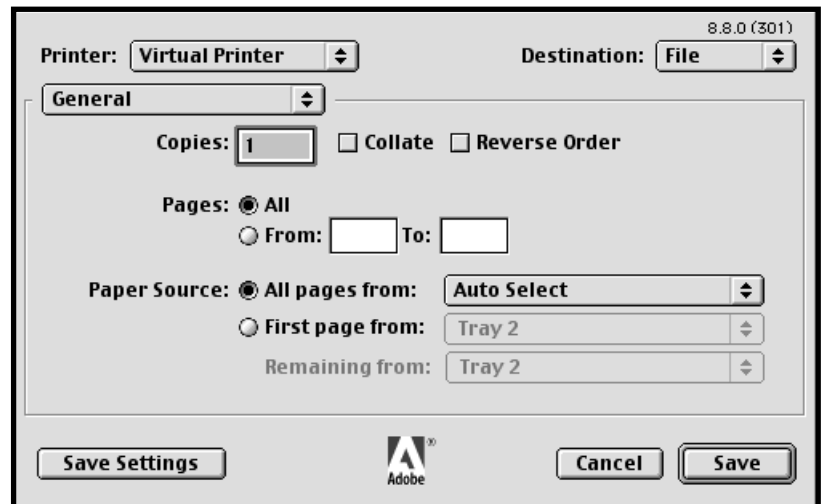 8.8.0 (301)
Printer: Virtual Printer Destination: File
General
Copies: 1 Collate Reverse Order
Pages: All
From: To:
Paper Source: All pages from: Auto Select
First page from: Tray 2
Remaining from: Tray 2
Save Settings Adobe® Cancel Save